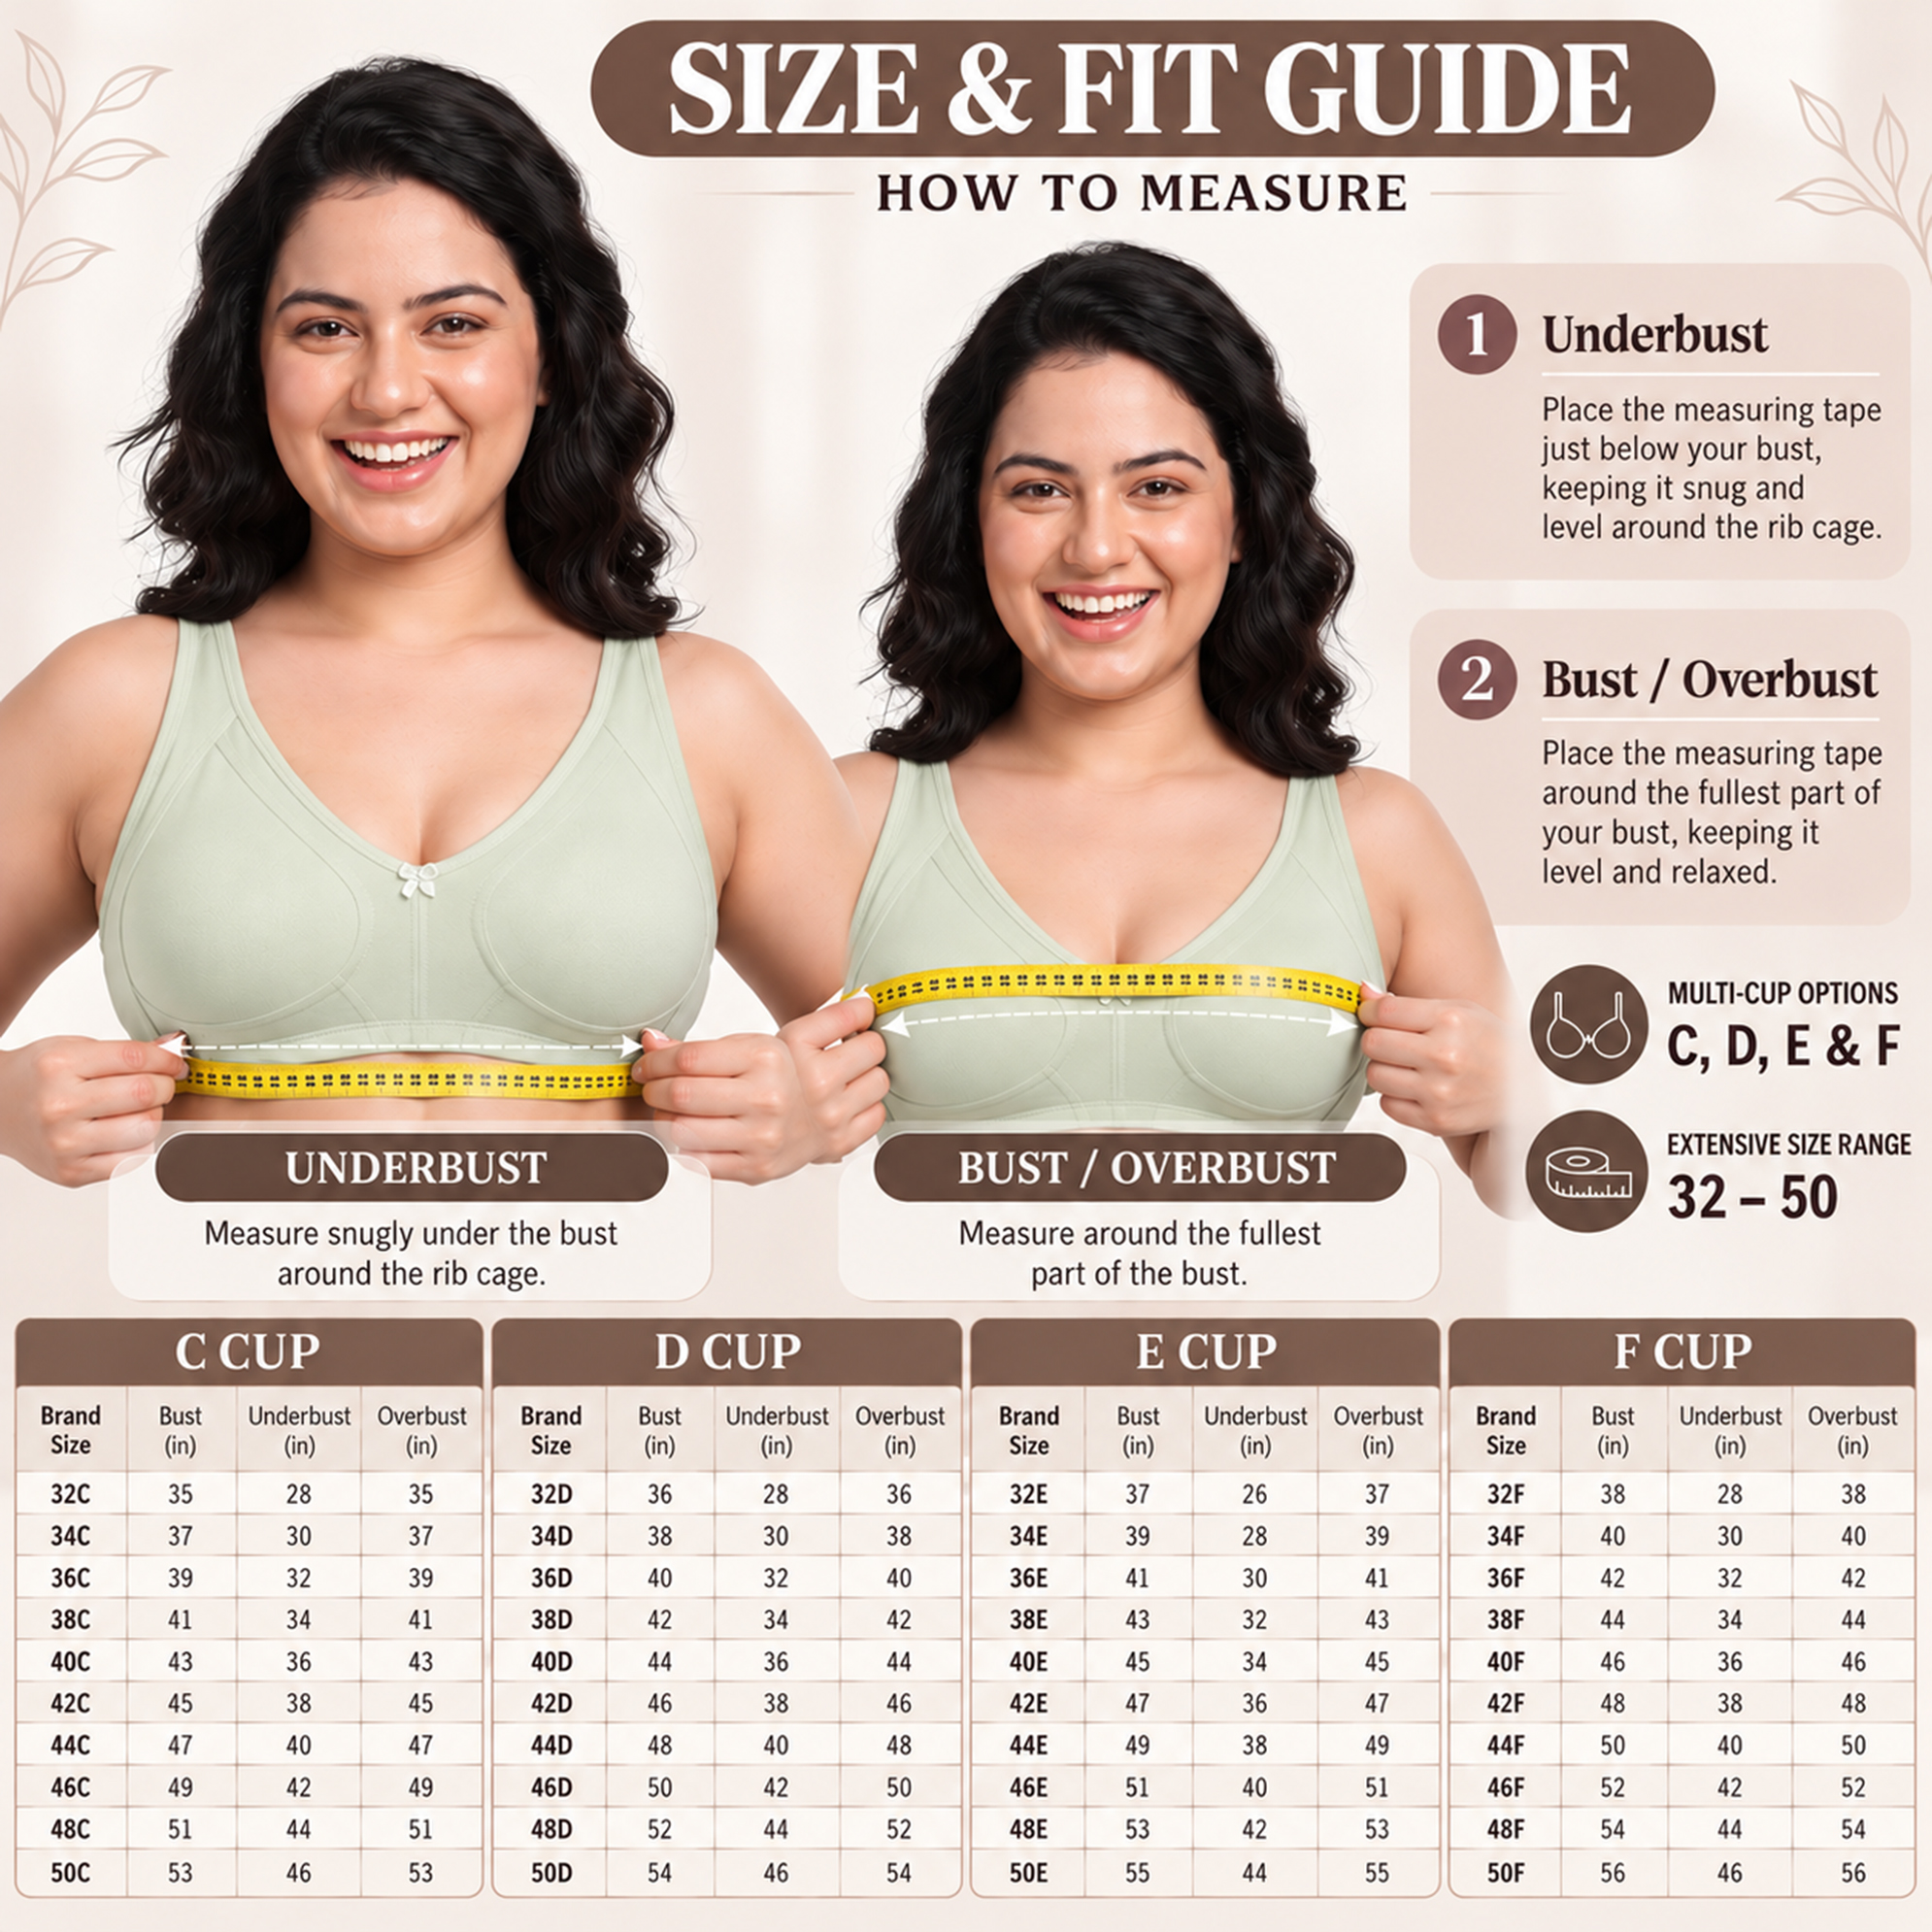 SIZE & FIT GUIDE
HOW TO MEASURE
1 Underbust
Place the measuring tape
just below your bust,
keeping it snug and
level around the rib cage.
2 Bust / Overbust
Place the measuring tape
around the fullest part of
your bust, keeping it
level and relaxed.
MULTI-CUP OPTIONS
C, D, E & F
EXTENSIVE SIZE RANGE
32 – 50
UNDERBUST
Measure snugly under the bust
around the rib cage.
BUST / OVERBUST
Measure around the fullest
part of the bust.
C CUP
Brand Size Bust (in) Underbust (in) Overbust (in)
32C 35 28 35
34C 37 30 37
36C 39 32 39
38C 41 34 41
40C 43 36 43
42C 45 38 45
44C 47 40 47
46C 49 42 49
48C 51 44 51
50C 53 46 53
D CUP
Brand Size Bust (in) Underbust (in) Overbust (in)
32D 36 28 36
34D 38 30 38
36D 40 32 40
38D 42 34 42
40D 44 36 44
42D 46 38 46
44D 48 40 48
46D 50 42 50
48D 52 44 52
50D 54 46 54
E CUP
Brand Size Bust (in) Underbust (in) Overbust (in)
32E 37 26 37
34E 39 28 39
36E 41 30 41
38E 43 32 43
40E 45 34 45
42E 47 36 47
44E 49 38 49
46E 51 40 51
48E 53 42 53
50E 55 44 55
F CUP
Brand Size Bust (in) Underbust (in) Overbust (in)
32F 38 28 38
34F 40 30 40
36F 42 32 42
38F 44 34 44
40F 46 36 46
42F 48 38 48
44F 50 40 50
46F 52 42 52
48F 54 44 54
50F 56 46 56